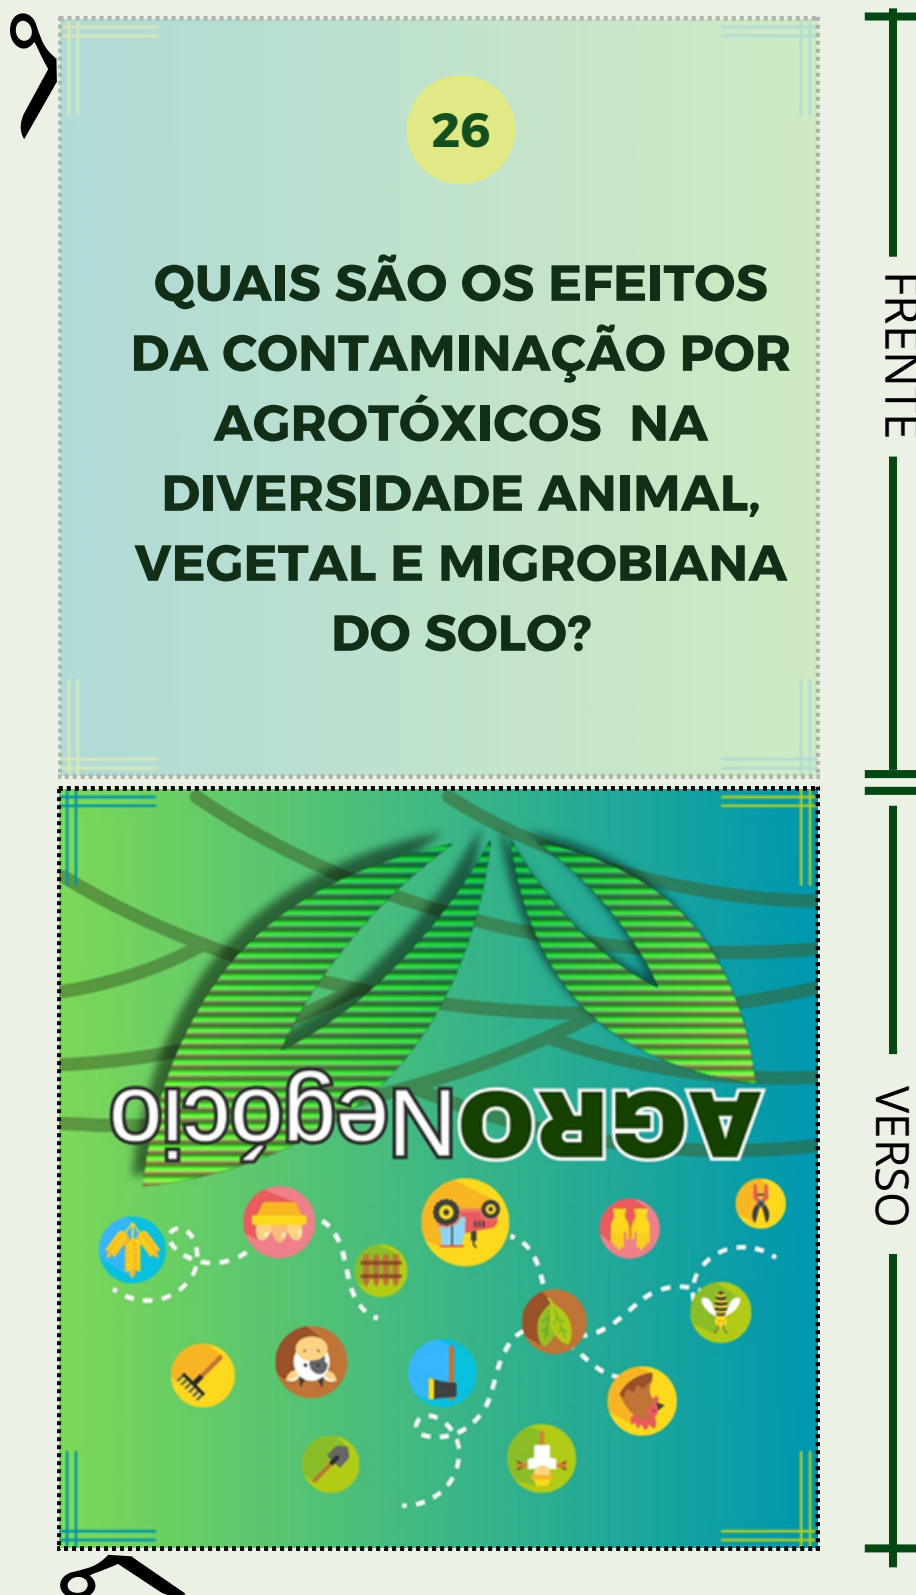 26
QUAIS SÃO OS EFEITOS
DA CONTAMINAÇÃO POR
AGROTÓXICOS NA
DIVERSIDADE ANIMAL,
VEGETAL E MIGROBIANA
DO SOLO?
FRENTE
AGRONegócio
VERSO